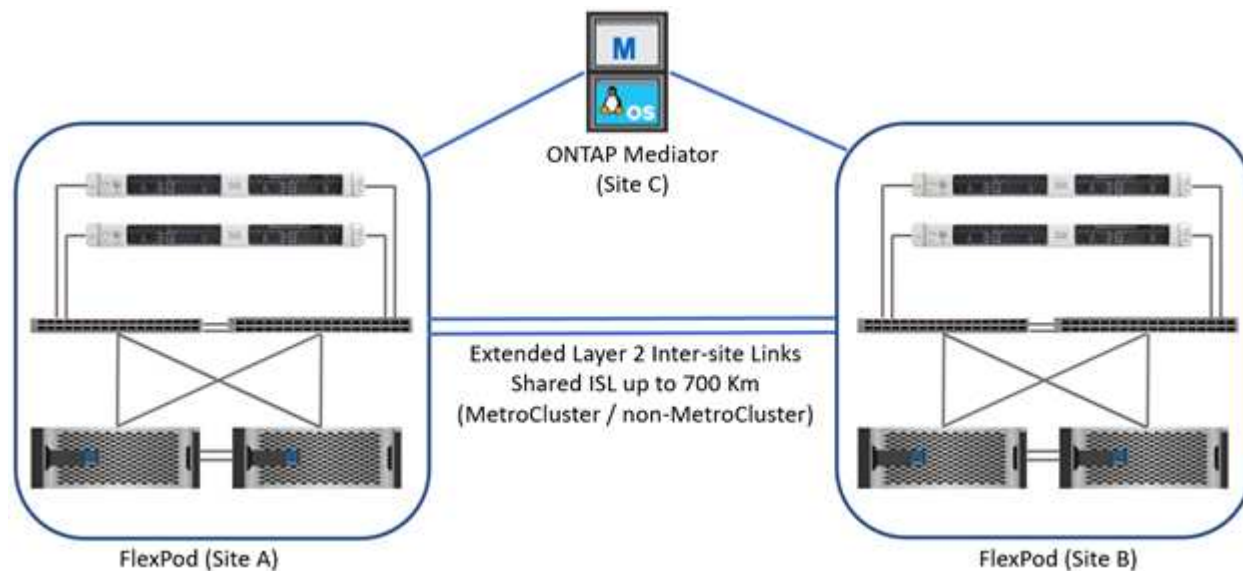 M
OS
ONTAP Mediator
(Site C)
Extended Layer 2 Inter-site Links
Shared ISL up to 700 Km
(MetroCluster / non-MetroCluster)
FlexPod (Site A)
FlexPod (Site B)